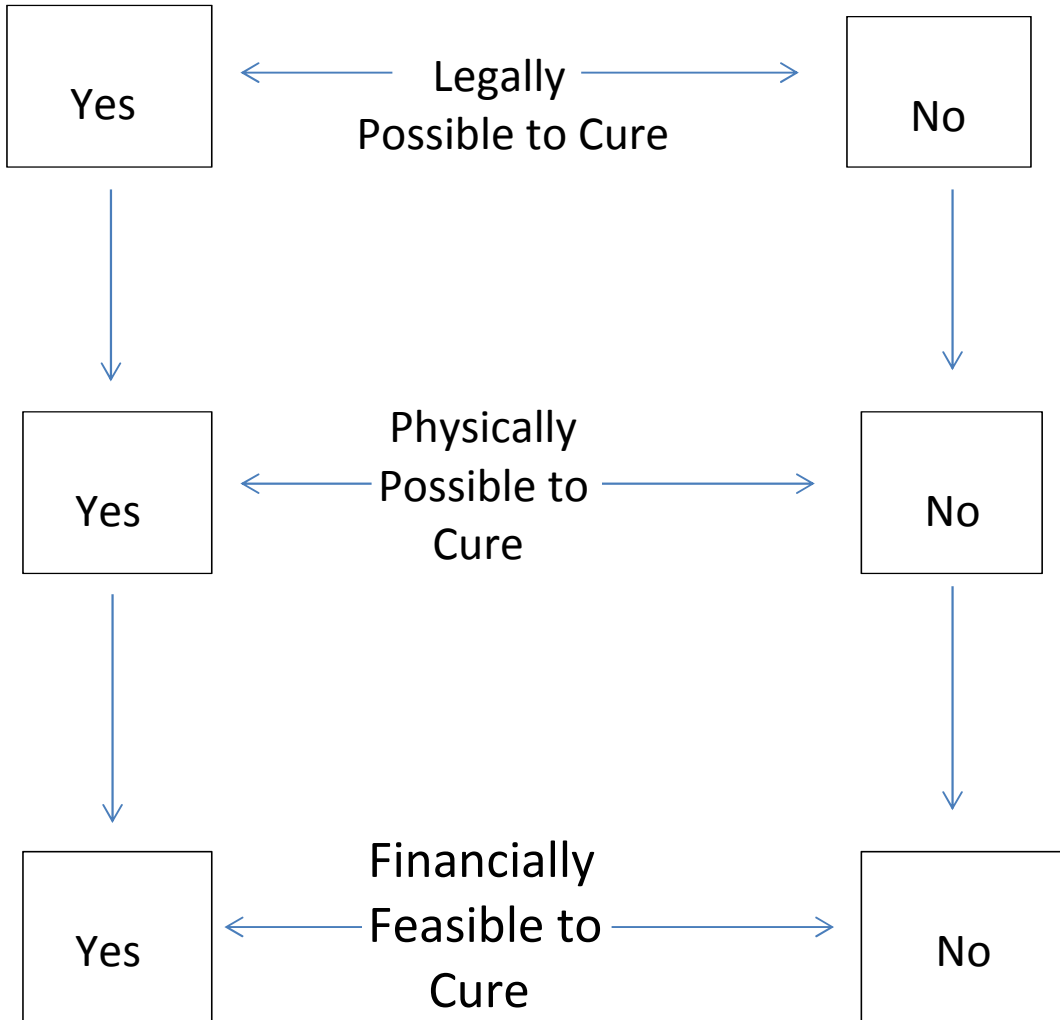 Yes
Legally
Possible to Cure
No
Yes
Physically
Possible to
Cure
No
Yes
Financially
Feasible to
Cure
No